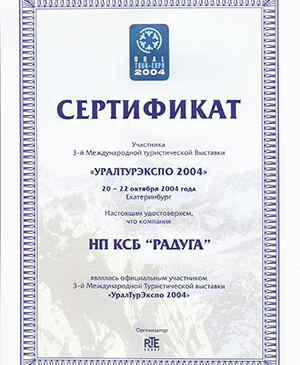 URAL
TOUR-EXPO
2004
СЕРТИФИКАТ
Участника
3-й Международной туристической Выставки
«УРАЛТУРЭКСПО 2004»
20 – 22 октября 2004 года
Екатеринбург
Настоящим удостоверяем,
что компания
НП КСБ “РАДУГА”
являлась официальным участником
3-й Международной Туристической выставки
«УралТурЭкспо 2004»
Организатор
RTE
GROUP